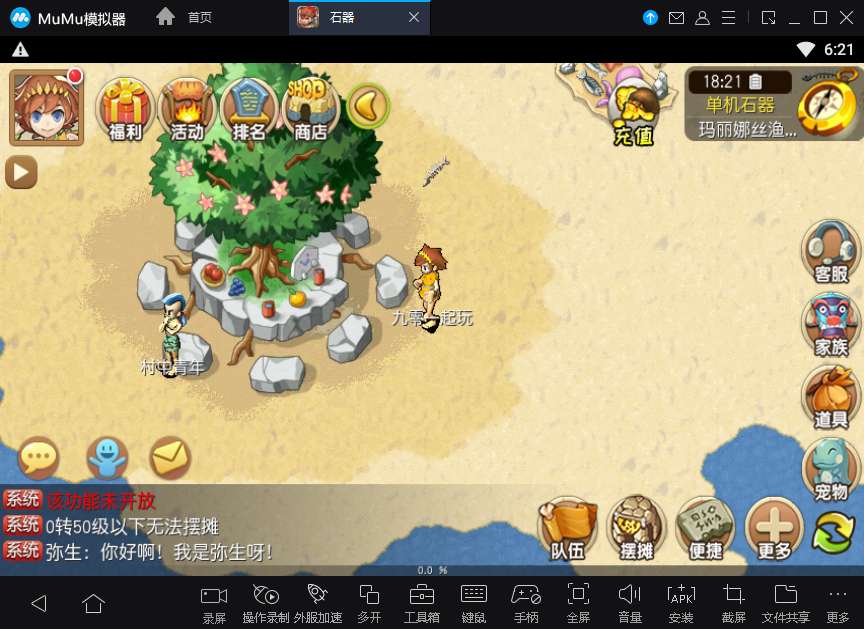 MuMu模拟器
首页
石器
6:21
福利
活动
排名
SHOP
商店
充值
18:21
单机石器
玛丽娜丝渔...
客服
家族
道具
宠物
九零一起玩
村中青年
系统 该功能未开放
系统 0转50级以下无法摆摊
系统 弥生：你好啊！我是弥生呀！
队伍
摆摊
便捷
更多
0.0 %
录屏
操作录制
外服加速
多开
工具箱
键鼠
手柄
全屏
音量
APK
安装
截屏
文件共享
更多